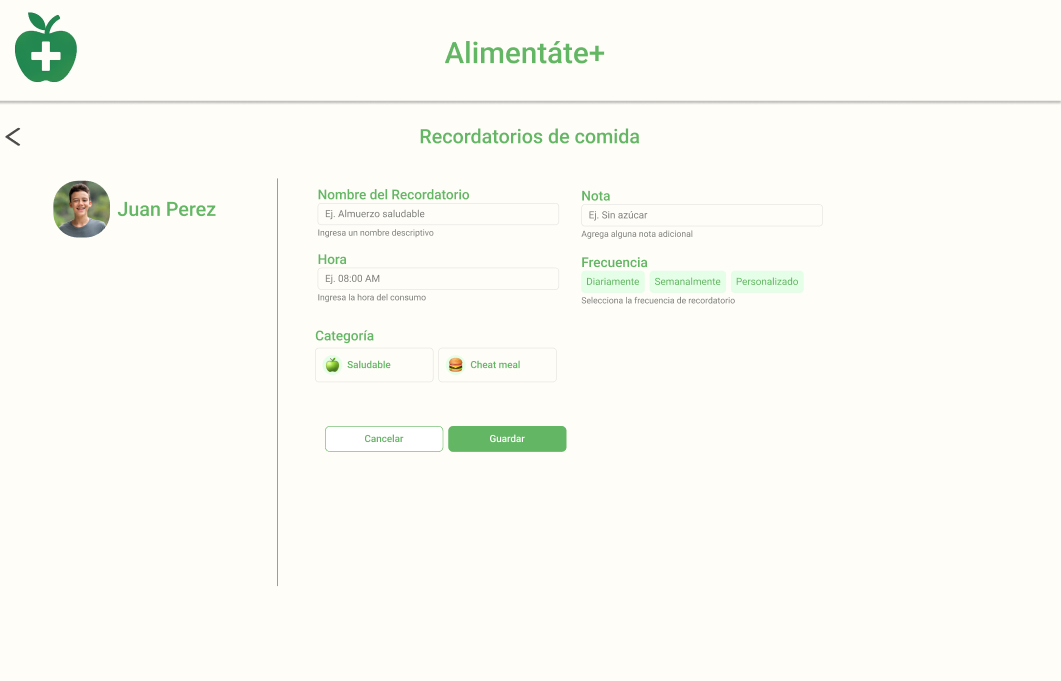 Alimentáte+
Recordatorios de comida
Juan Perez
Nombre del Recordatorio
Ej. Almuerzo saludable
Ingresa un nombre descriptivo
Hora
Ej. 08:00 AM
Ingresa la hora del consumo
Nota
Ej. Sin azúcar
Agrega alguna nota adicional
Frecuencia
Diariamente Semanalmente Personalizado
Selecciona la frecuencia de recordatorio
Categoría
Saludable Cheat meal
Cancelar Guardar